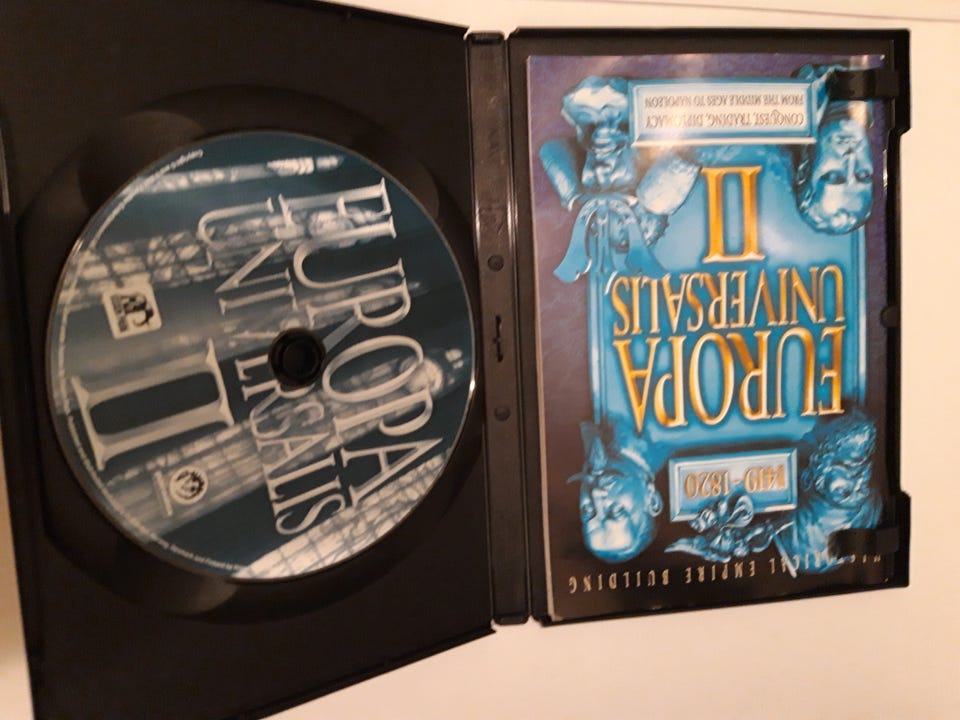 EUROPA
UNIVERSALIS
II
HISTORICAL EMPIRE BUILDING
1419-1820
EUROPA
UNIVERSALIS,
II
CONQUEST, TRADING, DIPLOMACY
FROM THE MIDDLE AGES TO NAPOLEON